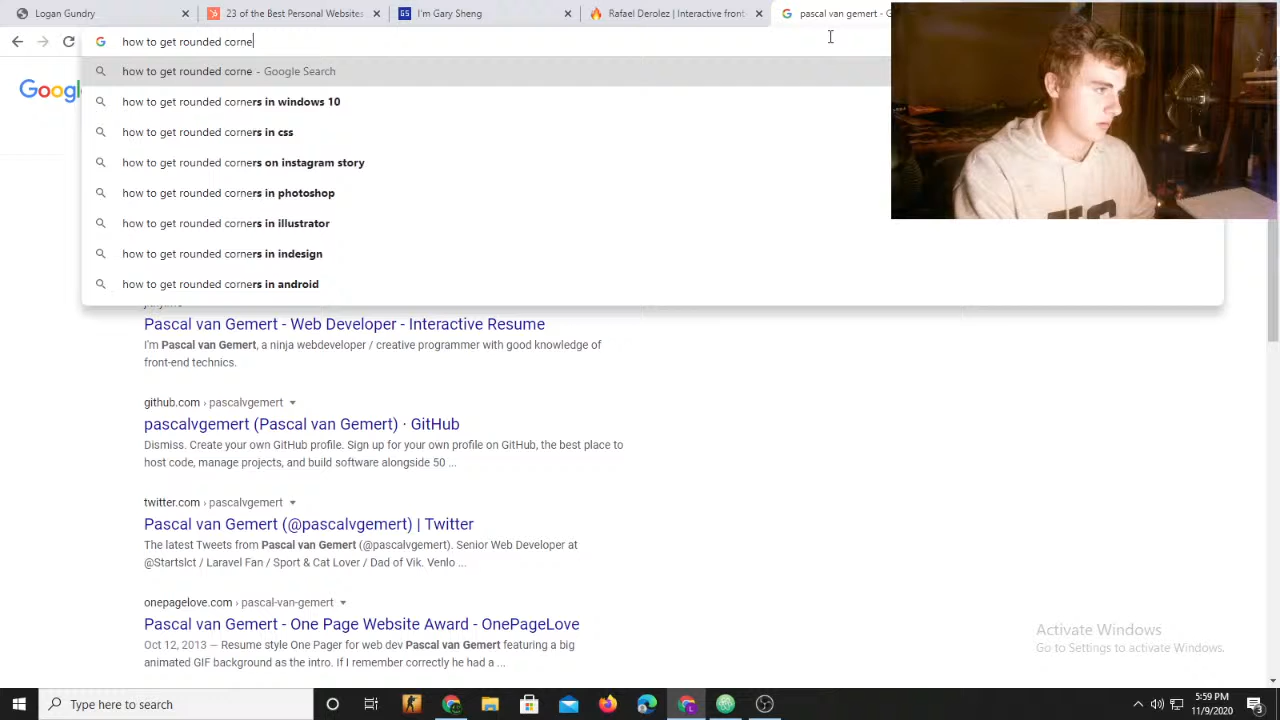 Logan Gundry
23 of the Best Personal Websites
I'm Gary Sheng
Rafael Derolez | Interactive front-
pascal van gemert - G
how to get rounded corne
how to get rounded corne - Google Search
how to get rounded corners in windows 10
how to get rounded corners in css
how to get rounded corners on instagram story
how to get rounded corners in photoshop
how to get rounded corners in illustrator
how to get rounded corners in indesign
how to get rounded corners in android
Googl
Pascal van Gemert - Web Developer - Interactive Resume
I'm Pascal van Gemert, a ninja webdeveloper / creative programmer with good knowledge of
front-end technics.
github.com › pascalvgemert
pascalvgemert (Pascal van Gemert) · GitHub
Dismiss. Create your own GitHub profile. Sign up for your own profile on GitHub, the best place to
host code, manage projects, and build software alongside 50 ...
twitter.com › pascalvgemert
Pascal van Gemert (@pascalvgemert) | Twitter
The latest Tweets from Pascal van Gemert (@pascalvgemert). Senior Web Developer at
@Startslct / Laravel Fan / Sport & Cat Lover / Dad of Vik. Venlo ...
onepagelove.com › pascal-van-gemert
Pascal van Gemert - One Page Website Award - OnePageLove
Oct 12, 2013 — Resume style One Pager for web dev Pascal van Gemert featuring a big
animated GIF background as the intro. If I remember correctly he had a ...
Activate Windows
Go to Settings to activate Windows.
Type here to search
5:59 PM
11/9/2020
3